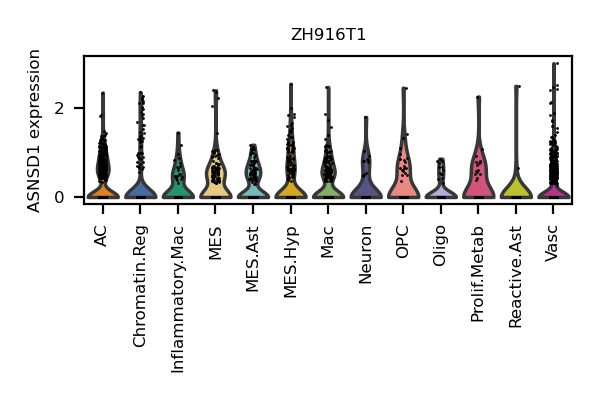 ZH916T1
ASNSD1 expression
2
0
AC
Chromatin.Reg
Inflammatory.Mac
MES
MES.Ast
MES.Hyp
Mac
Neuron
OPC
Oligo
Prolif.Metab
Reactive.Ast
Vasc